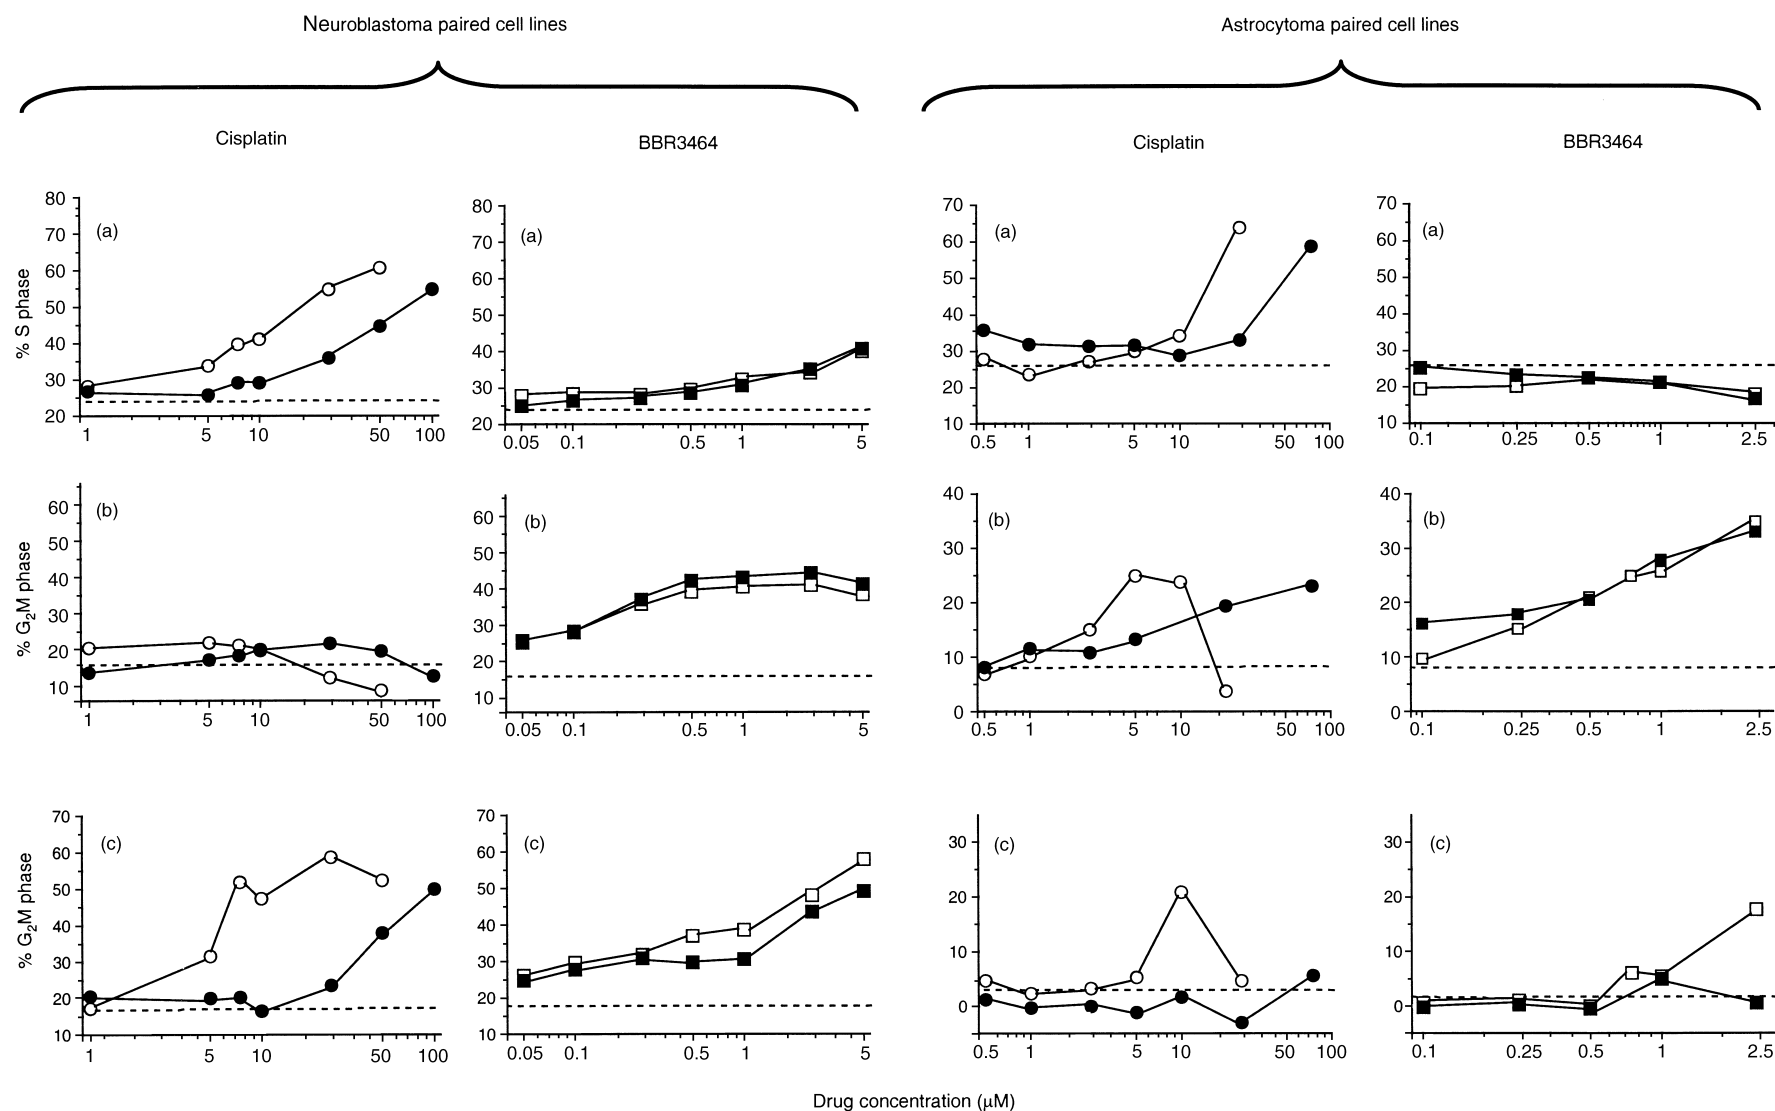 Neuroblastoma paired cell lines Astrocytoma paired cell lines
Cisplatin BBR3464 Cisplatin BBR3464
% S phase
(a)
80
70
60
50
40
30
20
1 5 10 50 100
(a)
80
70
60
50
40
30
20
0.05 0.1 0.5 1 5
(a)
70
60
50
40
30
20
10
0.5 1 5 10 50 100
(a)
70
60
50
40
30
20
10
0.1 0.25 0.5 1 2.5
% G2M phase
(b)
60
50
40
30
20
10
1 5 10 50 100
(b)
60
50
40
30
20
10
0.05 0.1 0.5 1 5
(b)
40
30
20
10
0
0.5 1 5 10 50 100
(b)
40
30
20
10
0
0.1 0.25 0.5 1 2.5
% G2M phase
(c)
70
60
50
40
30
20
10
1 5 10 50 100
(c)
70
60
50
40
30
20
10
0.05 0.1 0.5 1 5
(c)
30
20
10
0
0.5 1 5 10 50 100
(c)
30
20
10
0
0.1 0.25 0.5 1 2.5
Drug concentration (μM)